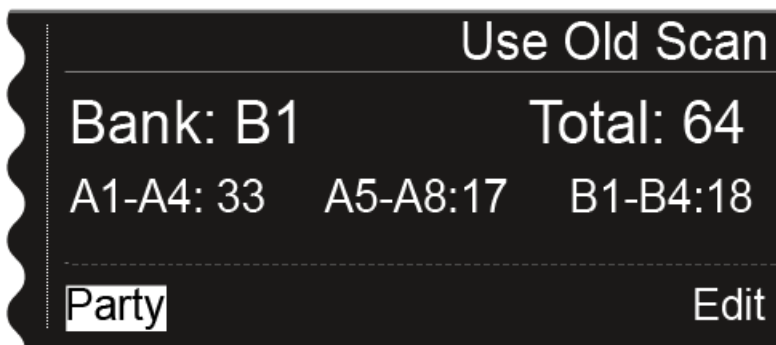 Use Old Scan
Bank: B1 Total: 64
A1-A4: 33 A5-A8:17 B1-B4:18
Party Edit